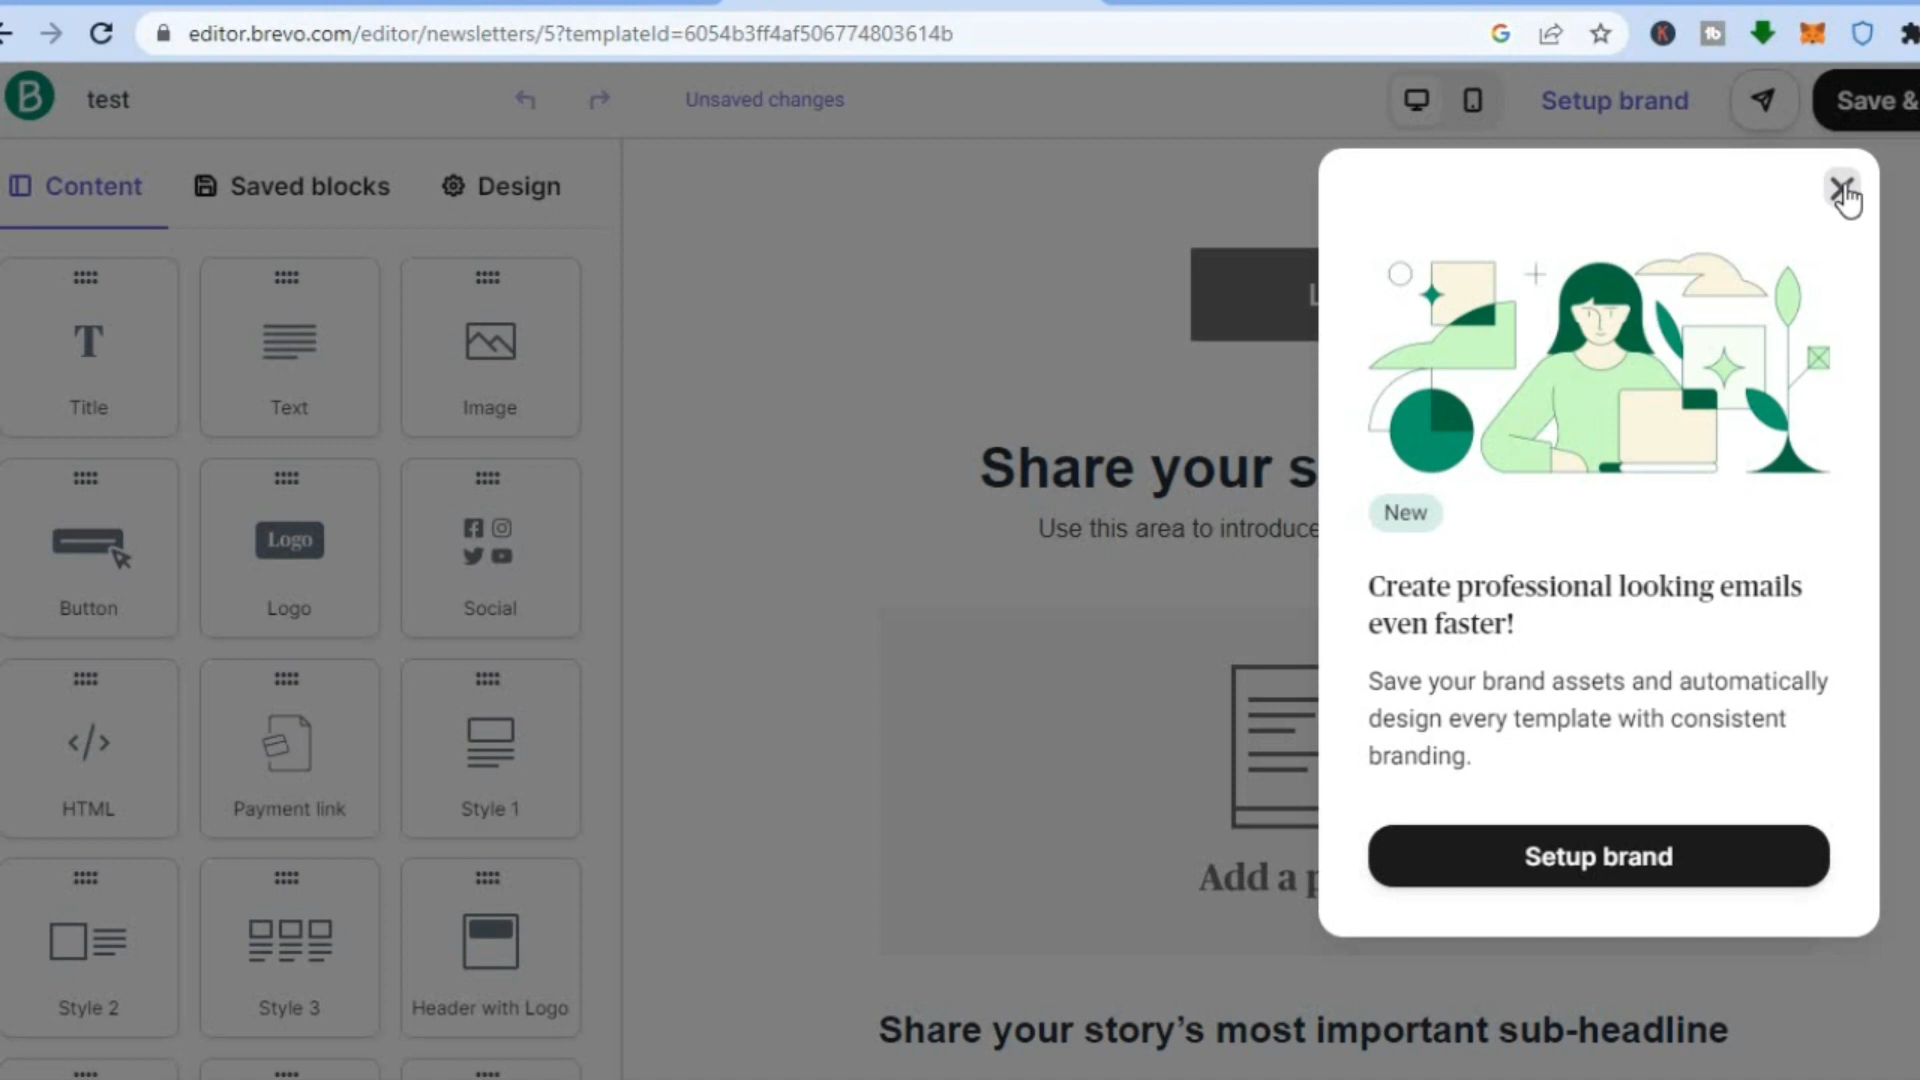 editor.brevo.com/editor/newsletters/5?templateId=6054b3ff4af506774803614b
B
test
Unsaved changes
Setup brand
Save &
Content
Saved blocks
Design
Title
Text
Image
Button
Logo
Logo
Social
HTML
Payment link
Style 1
Style 2
Style 3
Header with Logo
Share your s
Use this area to introduce
Add a p
Share your story’s most important sub-headline
New
Create professional looking emails
even faster!
Save your brand assets and automatically
design every template with consistent
branding.
Setup brand